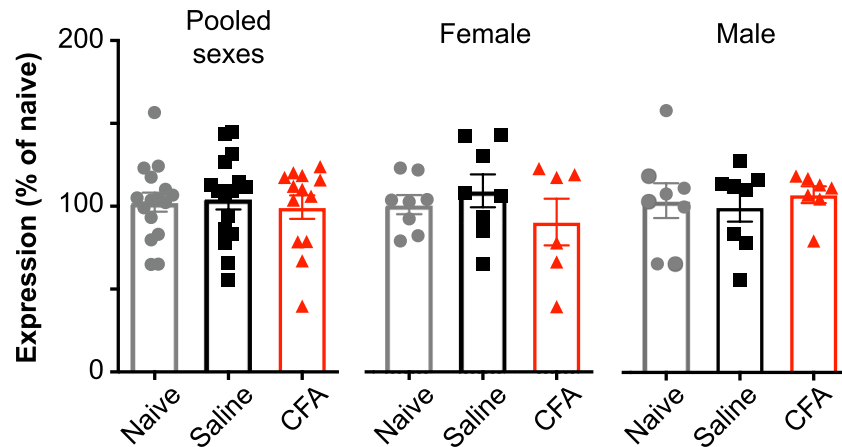 Pooled
sexes
Female
Male
Expression (% of naive)
200
100
0
Naive
Saline
CFA
Naive
Saline
CFA
Naive
Saline
CFA